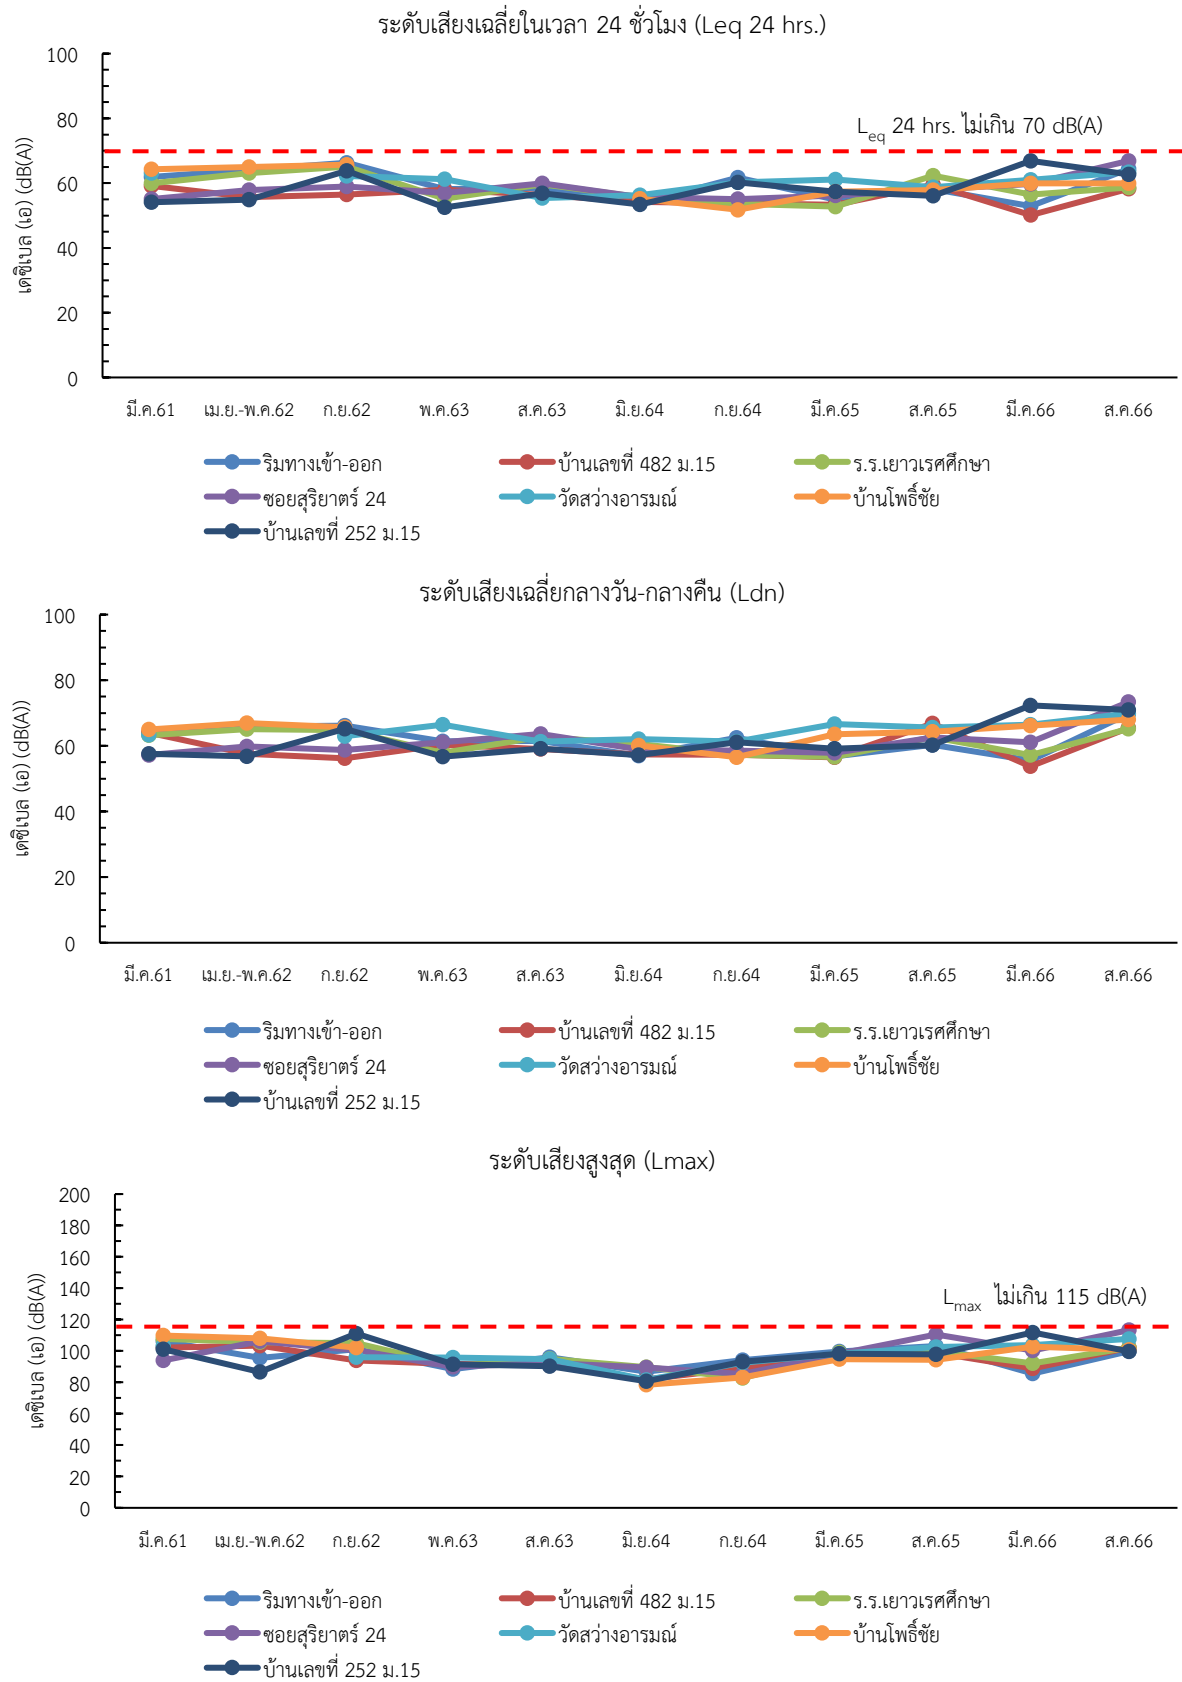 ระดับเสียงเฉลี่ยในเวลา 24 ชั่วโมง (Leq 24 hrs.)
100
80
60
40
20
0
เดซิเบล (เอ) (dB(A))
Leq 24 hrs. ไม่เกิน 70 dB(A)
มี.ค.61 เม.ย.-พ.ค.62 ก.ย.62 พ.ค.63 ส.ค.63 มิ.ย.64 ก.ย.64 มี.ค.65 ส.ค.65 มี.ค.66 ส.ค.66
ริมทางเข้า-ออก บ้านเลขที่ 482 ม.15 ร.ร.เยาวเรศศึกษา
ซอยสุริยาตร์ 24 วัดสว่างอารมณ์ บ้านโพธิ์ชัย
บ้านเลขที่ 252 ม.15
ระดับเสียงเฉลี่ยกลางวัน-กลางคืน (Ldn)
100
80
60
40
20
0
เดซิเบล (เอ) (dB(A))
มี.ค.61 เม.ย.-พ.ค.62 ก.ย.62 พ.ค.63 ส.ค.63 มิ.ย.64 ก.ย.64 มี.ค.65 ส.ค.65 มี.ค.66 ส.ค.66
ริมทางเข้า-ออก บ้านเลขที่ 482 ม.15 ร.ร.เยาวเรศศึกษา
ซอยสุริยาตร์ 24 วัดสว่างอารมณ์ บ้านโพธิ์ชัย
บ้านเลขที่ 252 ม.15
ระดับเสียงสูงสุด (Lmax)
200
180
160
140
120
100
80
60
40
20
0
เดซิเบล (เอ) (dB(A))
Lmax ไม่เกิน 115 dB(A)
มี.ค.61 เม.ย.-พ.ค.62 ก.ย.62 พ.ค.63 ส.ค.63 มิ.ย.64 ก.ย.64 มี.ค.65 ส.ค.65 มี.ค.66 ส.ค.66
ริมทางเข้า-ออก บ้านเลขที่ 482 ม.15 ร.ร.เยาวเรศศึกษา
ซอยสุริยาตร์ 24 วัดสว่างอารมณ์ บ้านโพธิ์ชัย
บ้านเลขที่ 252 ม.15